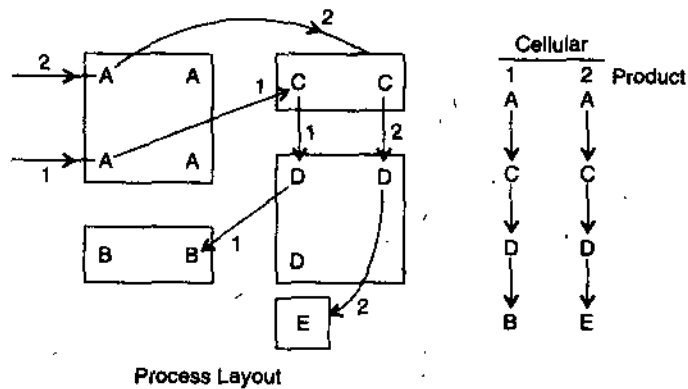 2
Cellular
2 A A
C C
1
1 2 Product
A A
1 2
1 A A
D D
C C
1
B B
D
D D
2
E
B E
Process Layout